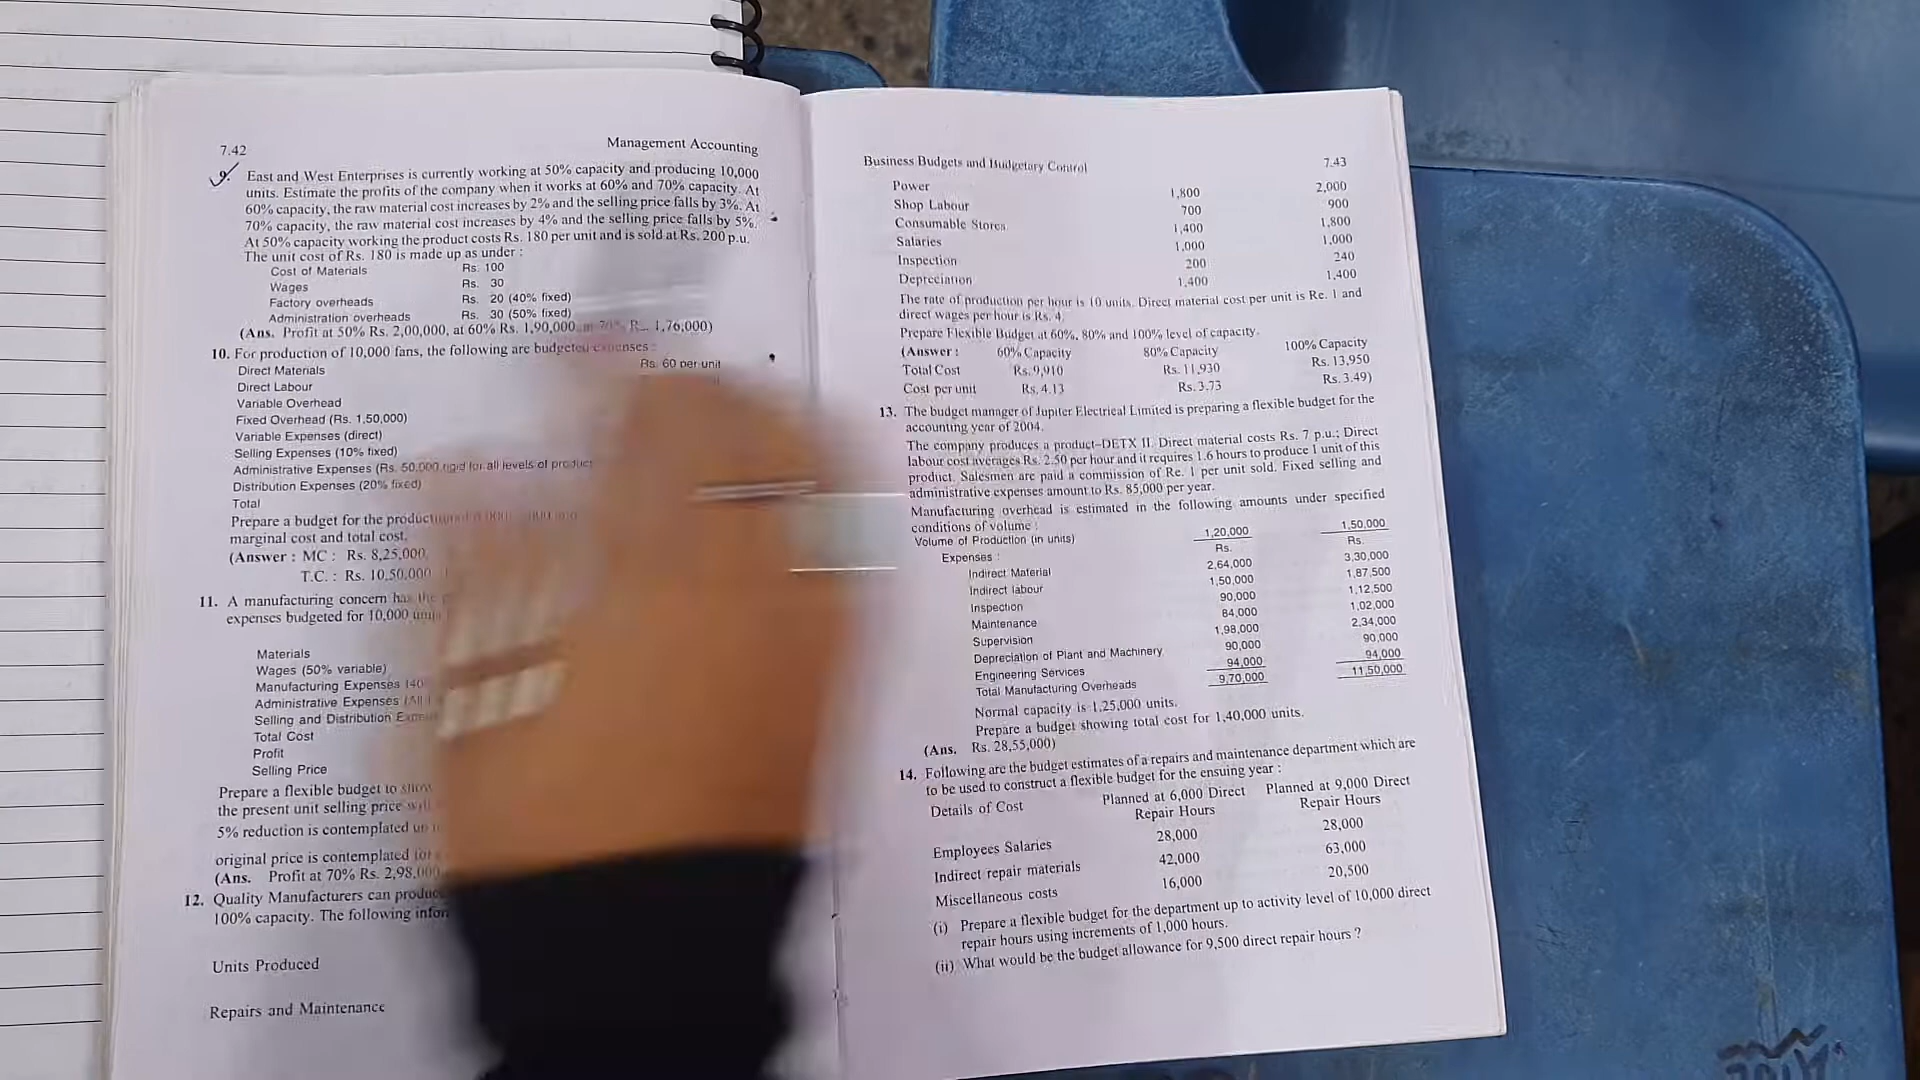 7.42
Management Accounting
9. East and West Enterprises is currently working at 50% capacity and producing 10,000
units. Estimate the profits of the company when it works at 60% and 70% capacity. At
60% capacity, the raw material cost increases by 2% and the selling price falls by 3%. At
70% capacity, the raw material cost increases by 4% and the selling price falls by 5%.
At 50% capacity working the product costs Rs. 180 per unit and is sold at Rs. 200 p.u.
The unit cost of Rs. 180 is made up as under :
Cost of Materials Rs. 100
Wages Rs. 30
Factory overheads Rs. 20 (40% fixed)
Administration overheads Rs. 30 (50% fixed)
(Ans. Profit at 50% Rs. 2,00,000, at 60% Rs. 1,90,000 1,76,000)
10. For production of 10,000 fans, the following are budgeted expenses :
Direct Materials Rs. 60 per unit
Direct Labour
Variable Overhead
Fixed Overhead (Rs. 1,50,000)
Variable Expenses (direct)
Selling Expenses (10% fixed)
Administrative Expenses (Rs. 50,000 rigid for all levels of
Distribution Expenses (20% fixed)
Total
Prepare a budget for the
marginal cost and total cost.
(Answer : MC : Rs. 8,25,000
T.C. : Rs. 10,50,000
11. A manufacturing concern has the
expenses budgeted for 10,000
Materials
Wages (50% variable)
Manufacturing Expenses
Administrative Expenses
Selling and Distribution
Total Cost
Profit
Selling Price
Prepare a flexible budget to
the present unit selling price
5% reduction is contemplated
original price is contemplated
(Ans. Profit at 70% Rs. 2,98,000
12. Quality Manufacturers can
100% capacity. The following
Units Produced
Repairs and Maintenance
Business Budgets and Budgetary Control
7.43
Power 1,800 2,000
Shop Labour 700 900
Consumable Stores 1,400 1,800
Salaries 1,000 1,000
Inspection 200 240
Depreciation 1,400 1,400
The rate of production per hour is 10 units. Direct material cost per unit is Re. 1 and
direct wages per hour is Rs. 4.
Prepare Flexible Budget at 60%, 80% and 100% level of capacity.
(Answer : 60% Capacity 80% Capacity 100% Capacity
Total Cost Rs. 9,910 Rs. 11,930 Rs. 13,950
Cost per unit Rs. 4.13 Rs. 3.73 Rs. 3.49)
13. The budget manager of Jupiter Electrical Limited is preparing a flexible budget for the
accounting year of 2004.
The company produces a product–DETX II. Direct material costs Rs. 7 p.u.; Direct
labour cost averages Rs. 2.50 per hour and it requires 1.6 hours to produce 1 unit of this
product. Salesmen are paid a commission of Re. 1 per unit sold. Fixed selling and
administrative expenses amount to Rs. 85,000 per year.
Manufacturing overhead is estimated in the following amounts under specified
conditions of volume :
Volume of Production (in units) 1,20,000 1,50,000
Expenses : Rs. Rs.
Indirect Material 2,64,000 3,30,000
Indirect labour 1,50,000 1,87,500
Inspection 90,000 1,12,500
Maintenance 84,000 1,02,000
Supervision 1,98,000 2,34,000
Depreciation of Plant and Machinery 90,000 90,000
Engineering Services 94,000 94,000
Total Manufacturing Overheads 9,70,000 11,50,000
Normal capacity is 1,25,000 units.
Prepare a budget showing total cost for 1,40,000 units.
(Ans. Rs. 28,55,000)
14. Following are the budget estimates of a repairs and maintenance department which are
to be used to construct a flexible budget for the ensuing year :
Details of Cost Planned at 6,000 Direct Planned at 9,000 Direct
Repair Hours Repair Hours
Employees Salaries 28,000 28,000
Indirect repair materials 42,000 63,000
Miscellaneous costs 16,000 20,500
(i) Prepare a flexible budget for the department up to activity level of 10,000 direct
repair hours using increments of 1,000 hours.
(ii) What would be the budget allowance for 9,500 direct repair hours ?